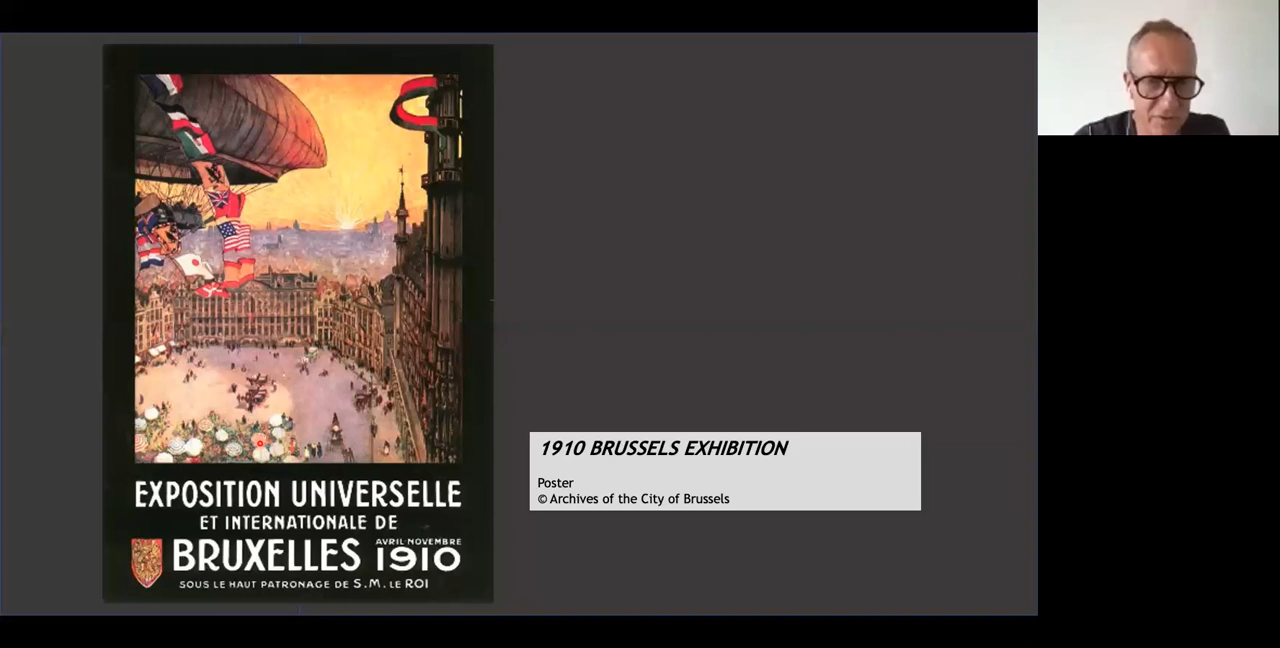 EXPOSITION UNIVERSELLE
ET INTERNATIONALE DE
BRUXELLES AVRIL·NOVEMBRE 1910
SOUS LE HAUT PATRONAGE DE S.M. LE ROI
1910 BRUSSELS EXHIBITION
Poster
© Archives of the City of Brussels